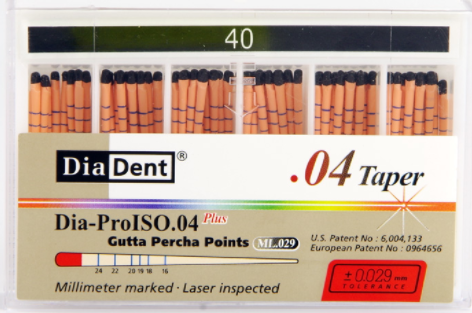 40
DiaDent®
.04 Taper
Dia-ProISO.04 Plus
Gutta Percha Points ML.029
U.S. Patent No : 6,004,133
European Patent No : 0964656
24 22 20 19 18 16
± 0.029 mm
TOLERANCE
Millimeter marked · Laser inspected